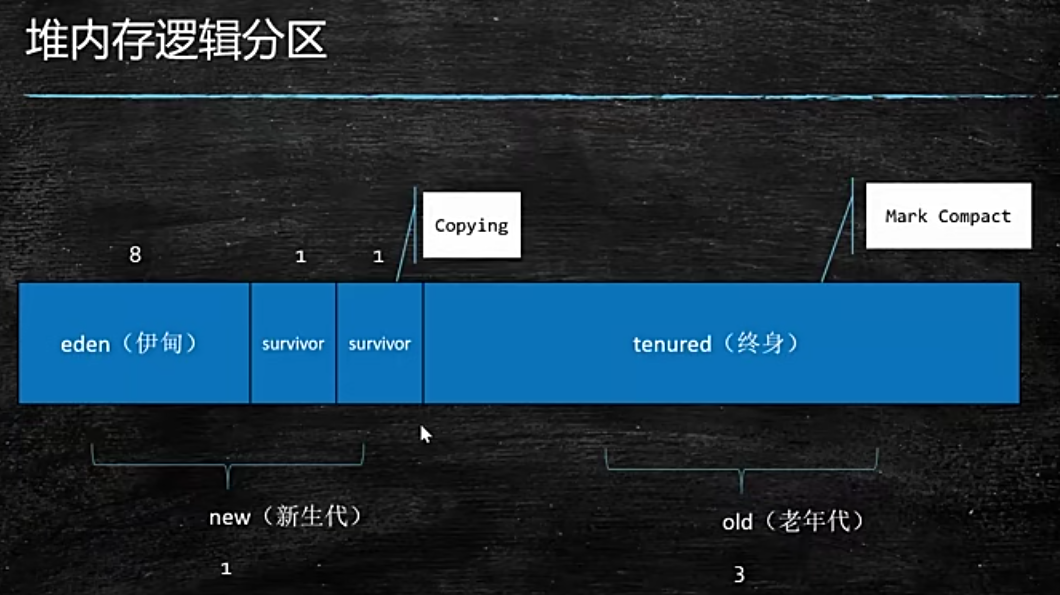 堆内存逻辑分区
Copying
Mark Compact
8
1
1
eden（伊甸）
survivor
survivor
tenured（终身）
new（新生代）
old（老年代）
1
3